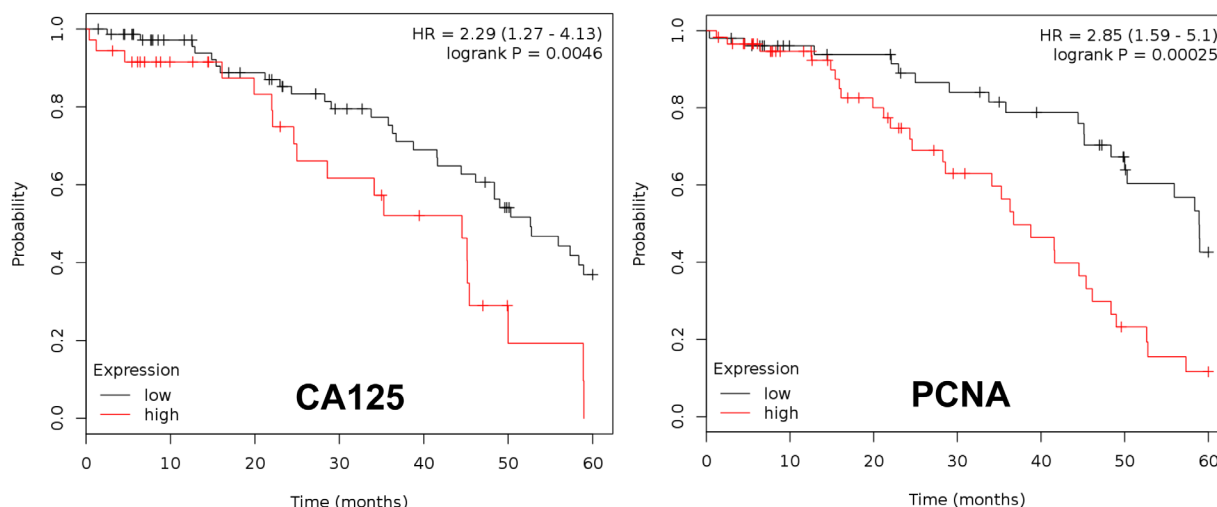 HR = 2.29 (1.27 - 4.13)
logrank P = 0.0046
Probability
1.0
0.8
0.6
0.4
0.2
0.0
Expression
low
high
CA125
0 10 20 30 40 50 60
Time (months)
HR = 2.85 (1.59 - 5.1)
logrank P = 0.00025
Probability
1.0
0.8
0.6
0.4
0.2
0.0
Expression
low
high
PCNA
0 10 20 30 40 50 60
Time (months)